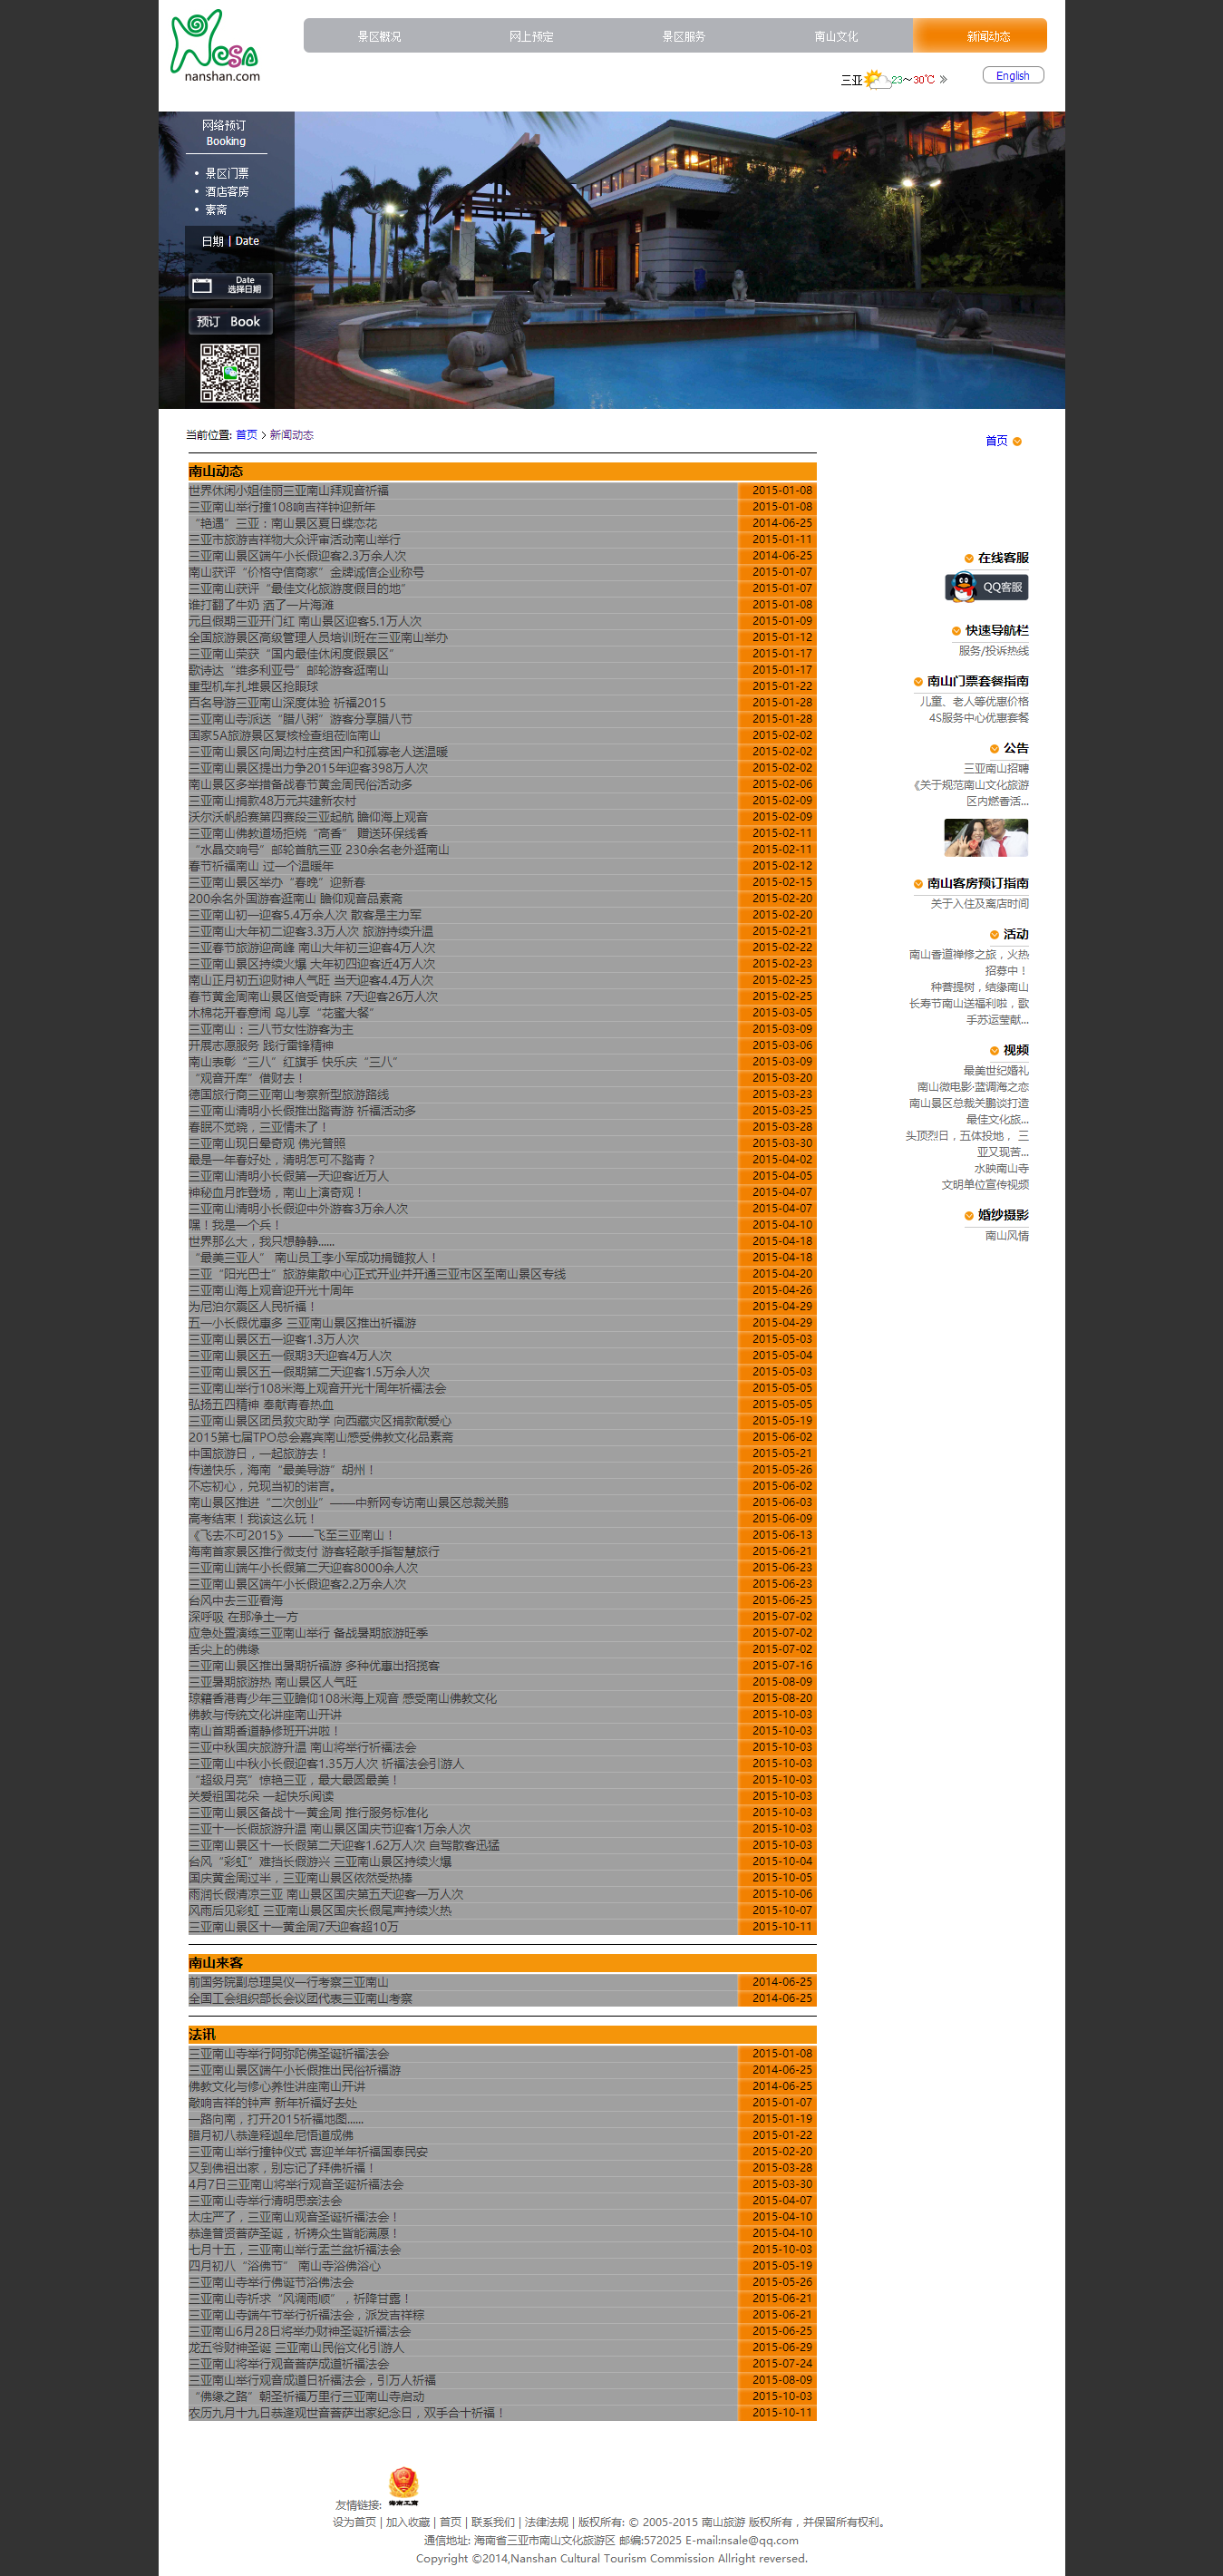 nesa
nanshan.com
景区概况
网上预定
景区服务
南山文化
新闻动态
三亚23～30℃ »
English
网络预订
Booking
• 景区门票
• 酒店客房
• 素斋
日期 | Date
Date
选择日期
预订 Book
当前位置: 首页 > 新闻动态
首页
南山动态
世界休闲小姐佳丽三亚南山拜观音祈福 2015-01-08
三亚南山举行撞108响吉祥钟迎新年 2015-01-08
“艳遇”三亚：南山景区夏日蝶恋花 2014-06-25
三亚市旅游吉祥物大众评审活动南山举行 2015-01-11
三亚南山景区端午小长假迎客2.3万余人次 2014-06-25
南山获评“价格守信商家”金牌诚信企业称号 2015-01-07
三亚南山获评“最佳文化旅游度假目的地” 2015-01-07
谁打翻了牛奶 洒了一片海滩 2015-01-08
元旦假期三亚开门红 南山景区迎客5.1万人次 2015-01-09
全国旅游景区高级管理人员培训班在三亚南山举办 2015-01-12
三亚南山荣获“国内最佳休闲度假景区” 2015-01-17
歌诗达“维多利亚号”邮轮游客逛南山 2015-01-17
重型机车扎堆景区抢眼球 2015-01-22
百名导游三亚南山深度体验 祈福2015 2015-01-28
三亚南山寺派送“腊八粥”游客分享腊八节 2015-01-28
国家5A旅游景区复核检查组莅临南山 2015-02-02
三亚南山景区向周边村庄贫困户和孤寡老人送温暖 2015-02-02
三亚南山景区提出力争2015年迎客398万人次 2015-02-02
南山景区多举措备战春节黄金周民俗活动多 2015-02-06
三亚南山捐款48万元共建新农村 2015-02-09
沃尔沃帆船赛第四赛段三亚起航 瞻仰海上观音 2015-02-09
三亚南山佛教道场拒烧“高香” 赠送环保线香 2015-02-11
“水晶交响号”邮轮首航三亚 230余名老外逛南山 2015-02-11
春节祈福南山 过一个温暖年 2015-02-12
三亚南山景区举办“春晚”迎新春 2015-02-15
200余名外国游客逛南山 瞻仰观音品素斋 2015-02-20
三亚南山初一迎客5.4万余人次 散客是主力军 2015-02-20
三亚南山大年初二迎客3.3万人次 旅游持续升温 2015-02-21
三亚春节旅游迎高峰 南山大年初三迎客4万人次 2015-02-22
三亚南山景区持续火爆 大年初四迎客近4万人次 2015-02-23
南山正月初五迎财神人气旺 当天迎客4.4万人次 2015-02-25
春节黄金周南山景区倍受青睐 7天迎客26万人次 2015-02-25
木棉花开春意闹 鸟儿享“花蜜大餐” 2015-03-05
三亚南山：三八节女性游客为主 2015-03-09
开展志愿服务 践行雷锋精神 2015-03-06
南山表彰“三八”红旗手 快乐庆“三八” 2015-03-09
“观音开库”借财去！ 2015-03-20
德国旅行商三亚南山考察新型旅游路线 2015-03-23
三亚南山清明小长假推出踏青游 祈福活动多 2015-03-25
春眠不觉晓，三亚情未了！ 2015-03-28
三亚南山现日晕奇观 佛光普照 2015-03-30
最是一年春好处，清明怎可不踏青？ 2015-04-02
三亚南山清明小长假第一天迎客近万人 2015-04-05
神秘血月昨登场，南山上演奇观！ 2015-04-07
三亚南山清明小长假迎中外游客3万余人次 2015-04-07
嘿！我是一个兵！ 2015-04-10
世界那么大，我只想静静...... 2015-04-18
“最美三亚人” 南山员工李小军成功捐髓救人！ 2015-04-18
三亚“阳光巴士”旅游集散中心正式开业并开通三亚市区至南山景区专线 2015-04-20
三亚南山海上观音迎开光十周年 2015-04-26
为尼泊尔震区人民祈福！ 2015-04-29
五一小长假优惠多 三亚南山景区推出祈福游 2015-04-29
三亚南山景区五一迎客1.3万人次 2015-05-03
三亚南山景区五一假期3天迎客4万人次 2015-05-04
三亚南山景区五一假期第二天迎客1.5万余人次 2015-05-03
三亚南山举行108米海上观音开光十周年祈福法会 2015-05-05
弘扬五四精神 奉献青春热血 2015-05-05
三亚南山景区团员救灾助学 向西藏灾区捐款献爱心 2015-05-19
2015第七届TPO总会嘉宾南山感受佛教文化品素斋 2015-06-02
中国旅游日，一起旅游去！ 2015-05-21
传递快乐，海南“最美导游”胡州！ 2015-05-26
不忘初心，兑现当初的诺言。 2015-06-02
南山景区推进“二次创业”——中新网专访南山景区总裁关鹏 2015-06-03
高考结束！我该这么玩！ 2015-06-09
《飞去不可2015》——飞至三亚南山！ 2015-06-13
海南首家景区推行微支付 游客轻敲手指智慧旅行 2015-06-21
三亚南山端午小长假第二天迎客8000余人次 2015-06-23
三亚南山景区端午小长假迎客2.2万余人次 2015-06-23
台风中去三亚看海 2015-06-25
深呼吸 在那净土一方 2015-07-02
应急处置演练三亚南山举行 备战暑期旅游旺季 2015-07-02
舌尖上的佛缘 2015-07-02
三亚南山景区推出暑期祈福游 多种优惠出招揽客 2015-07-16
三亚暑期旅游热 南山景区人气旺 2015-08-09
琼籍香港青少年三亚瞻仰108米海上观音 感受南山佛教文化 2015-08-20
佛教与传统文化讲座南山开讲 2015-10-03
南山首期香道静修班开讲啦！ 2015-10-03
三亚中秋国庆旅游升温 南山将举行祈福法会 2015-10-03
三亚南山中秋小长假迎客1.35万人次 祈福法会引游人 2015-10-03
“超级月亮”惊艳三亚，最大最圆最美！ 2015-10-03
关爱祖国花朵 一起快乐阅读 2015-10-03
三亚南山景区备战十一黄金周 推行服务标准化 2015-10-03
三亚十一长假旅游升温 南山景区国庆节迎客1万余人次 2015-10-03
三亚南山景区十一长假第二天迎客1.62万人次 自驾散客迅猛 2015-10-03
台风“彩虹”难挡长假游兴 三亚南山景区持续火爆 2015-10-04
国庆黄金周过半，三亚南山景区依然受热捧 2015-10-05
雨润长假清凉三亚 南山景区国庆第五天迎客一万人次 2015-10-06
风雨后见彩虹 三亚南山景区国庆长假尾声持续火热 2015-10-07
三亚南山景区十一黄金周7天迎客超10万 2015-10-11
南山来客
前国务院副总理吴仪一行考察三亚南山 2014-06-25
全国工会组织部长会议团代表三亚南山考察 2014-06-25
法讯
三亚南山寺举行阿弥陀佛圣诞祈福法会 2015-01-08
三亚南山景区端午小长假推出民俗祈福游 2014-06-25
佛教文化与修心养性讲座南山开讲 2014-06-25
敲响吉祥的钟声 新年祈福好去处 2015-01-07
一路向南，打开2015祈福地图...... 2015-01-19
腊月初八恭逢释迦牟尼悟道成佛 2015-01-22
三亚南山举行撞钟仪式 喜迎羊年祈福国泰民安 2015-02-20
又到佛祖出家，别忘记了拜佛祈福！ 2015-03-28
4月7日三亚南山将举行观音圣诞祈福法会 2015-03-30
三亚南山寺举行清明思亲法会 2015-04-07
太庄严了，三亚南山观音圣诞祈福法会！ 2015-04-10
恭逢普贤菩萨圣诞，祈祷众生皆能满愿！ 2015-04-10
七月十五，三亚南山举行盂兰盆祈福法会 2015-10-03
四月初八“浴佛节” 南山寺浴佛浴心 2015-05-19
三亚南山寺举行佛诞节浴佛法会 2015-05-26
三亚南山寺祈求“风调雨顺”，祈降甘露！ 2015-06-21
三亚南山寺端午节举行祈福法会，派发吉祥粽 2015-06-21
三亚南山6月28日将举办财神圣诞祈福法会 2015-06-25
龙五爷财神圣诞 三亚南山民俗文化引游人 2015-06-29
三亚南山将举行观音菩萨成道祈福法会 2015-07-24
三亚南山举行观音成道日祈福法会，引万人祈福 2015-08-09
“佛缘之路”朝圣祈福万里行三亚南山寺启动 2015-10-03
农历九月十九日恭逢观世音菩萨出家纪念日，双手合十祈福！ 2015-10-11
在线客服
QQ客服
快速导航栏
服务/投诉热线
南山门票套餐指南
儿童、老人等优惠价格
4S服务中心优惠套餐
公告
三亚南山招聘
《关于规范南山文化旅游
区内燃香活...
南山客房预订指南
关于入住及离店时间
活动
南山香道禅修之旅，火热
招募中！
种菩提树，结缘南山
长寿节南山送福利啦，歌
手苏运莹献...
视频
最美世纪婚礼
南山微电影·蓝调海之恋
南山景区总裁关鹏谈打造
最佳文化旅...
头顶烈日，五体投地， 三
亚又现苦...
水映南山寺
文明单位宣传视频
婚纱摄影
南山风情
友情链接:
海南工商
设为首页 | 加入收藏 | 首页 | 联系我们 | 法律法规 | 版权所有: © 2005-2015 南山旅游 版权所有，并保留所有权利。
通信地址: 海南省三亚市南山文化旅游区 邮编:572025 E-mail:nsale@qq.com
Copyright ©2014,Nanshan Cultural Tourism Commission Allright reversed.